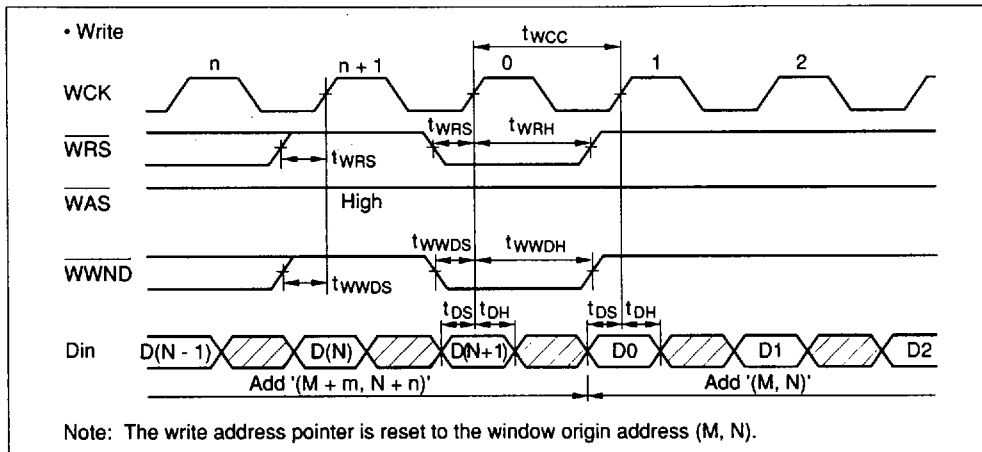 • Write
tWCC
n n + 1 0 1 2
WCK
tWRS tWRH
WRS
tWRS
WAS
High
tWWDS tWWDH
WWND
tWWDS
tDS tDH tDS tDH
Din D(N - 1) D(N) D(N+1) D0 D1 D2
Add '(M + m, N + n)' Add '(M, N)'
Note: The write address pointer is reset to the window origin address (M, N).